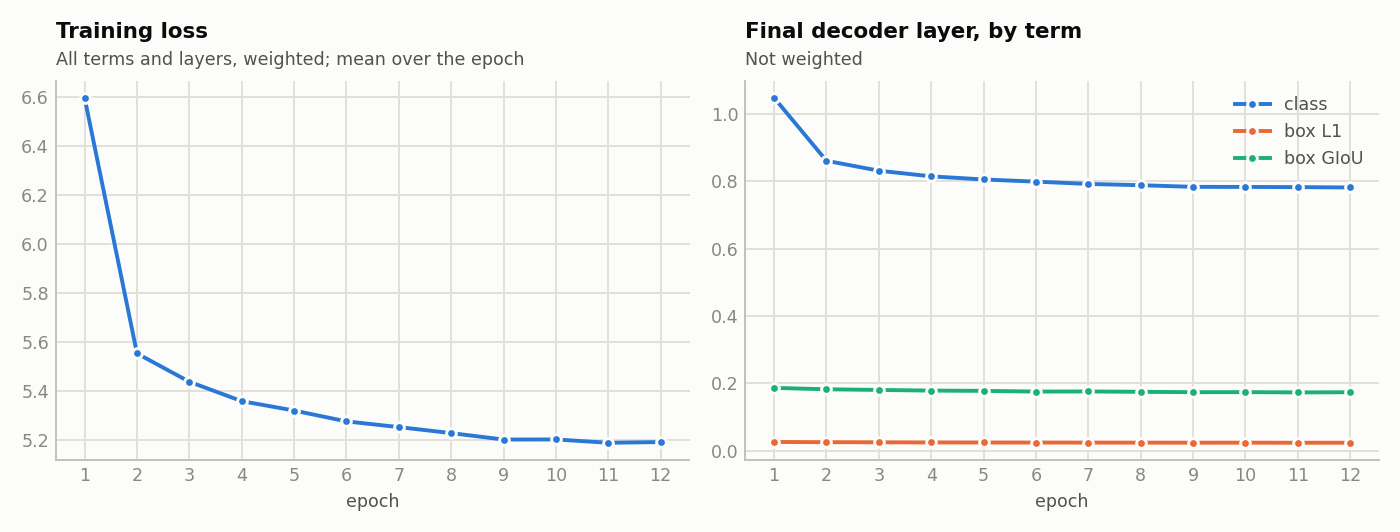 Training loss
All terms and layers, weighted; mean over the epoch
6.6
6.4
6.2
6.0
5.8
5.6
5.4
5.2
1 2 3 4 5 6 7 8 9 10 11 12
epoch
Final decoder layer, by term
Not weighted
class
box L1
box GIoU
1.0
0.8
0.6
0.4
0.2
0.0
1 2 3 4 5 6 7 8 9 10 11 12
epoch